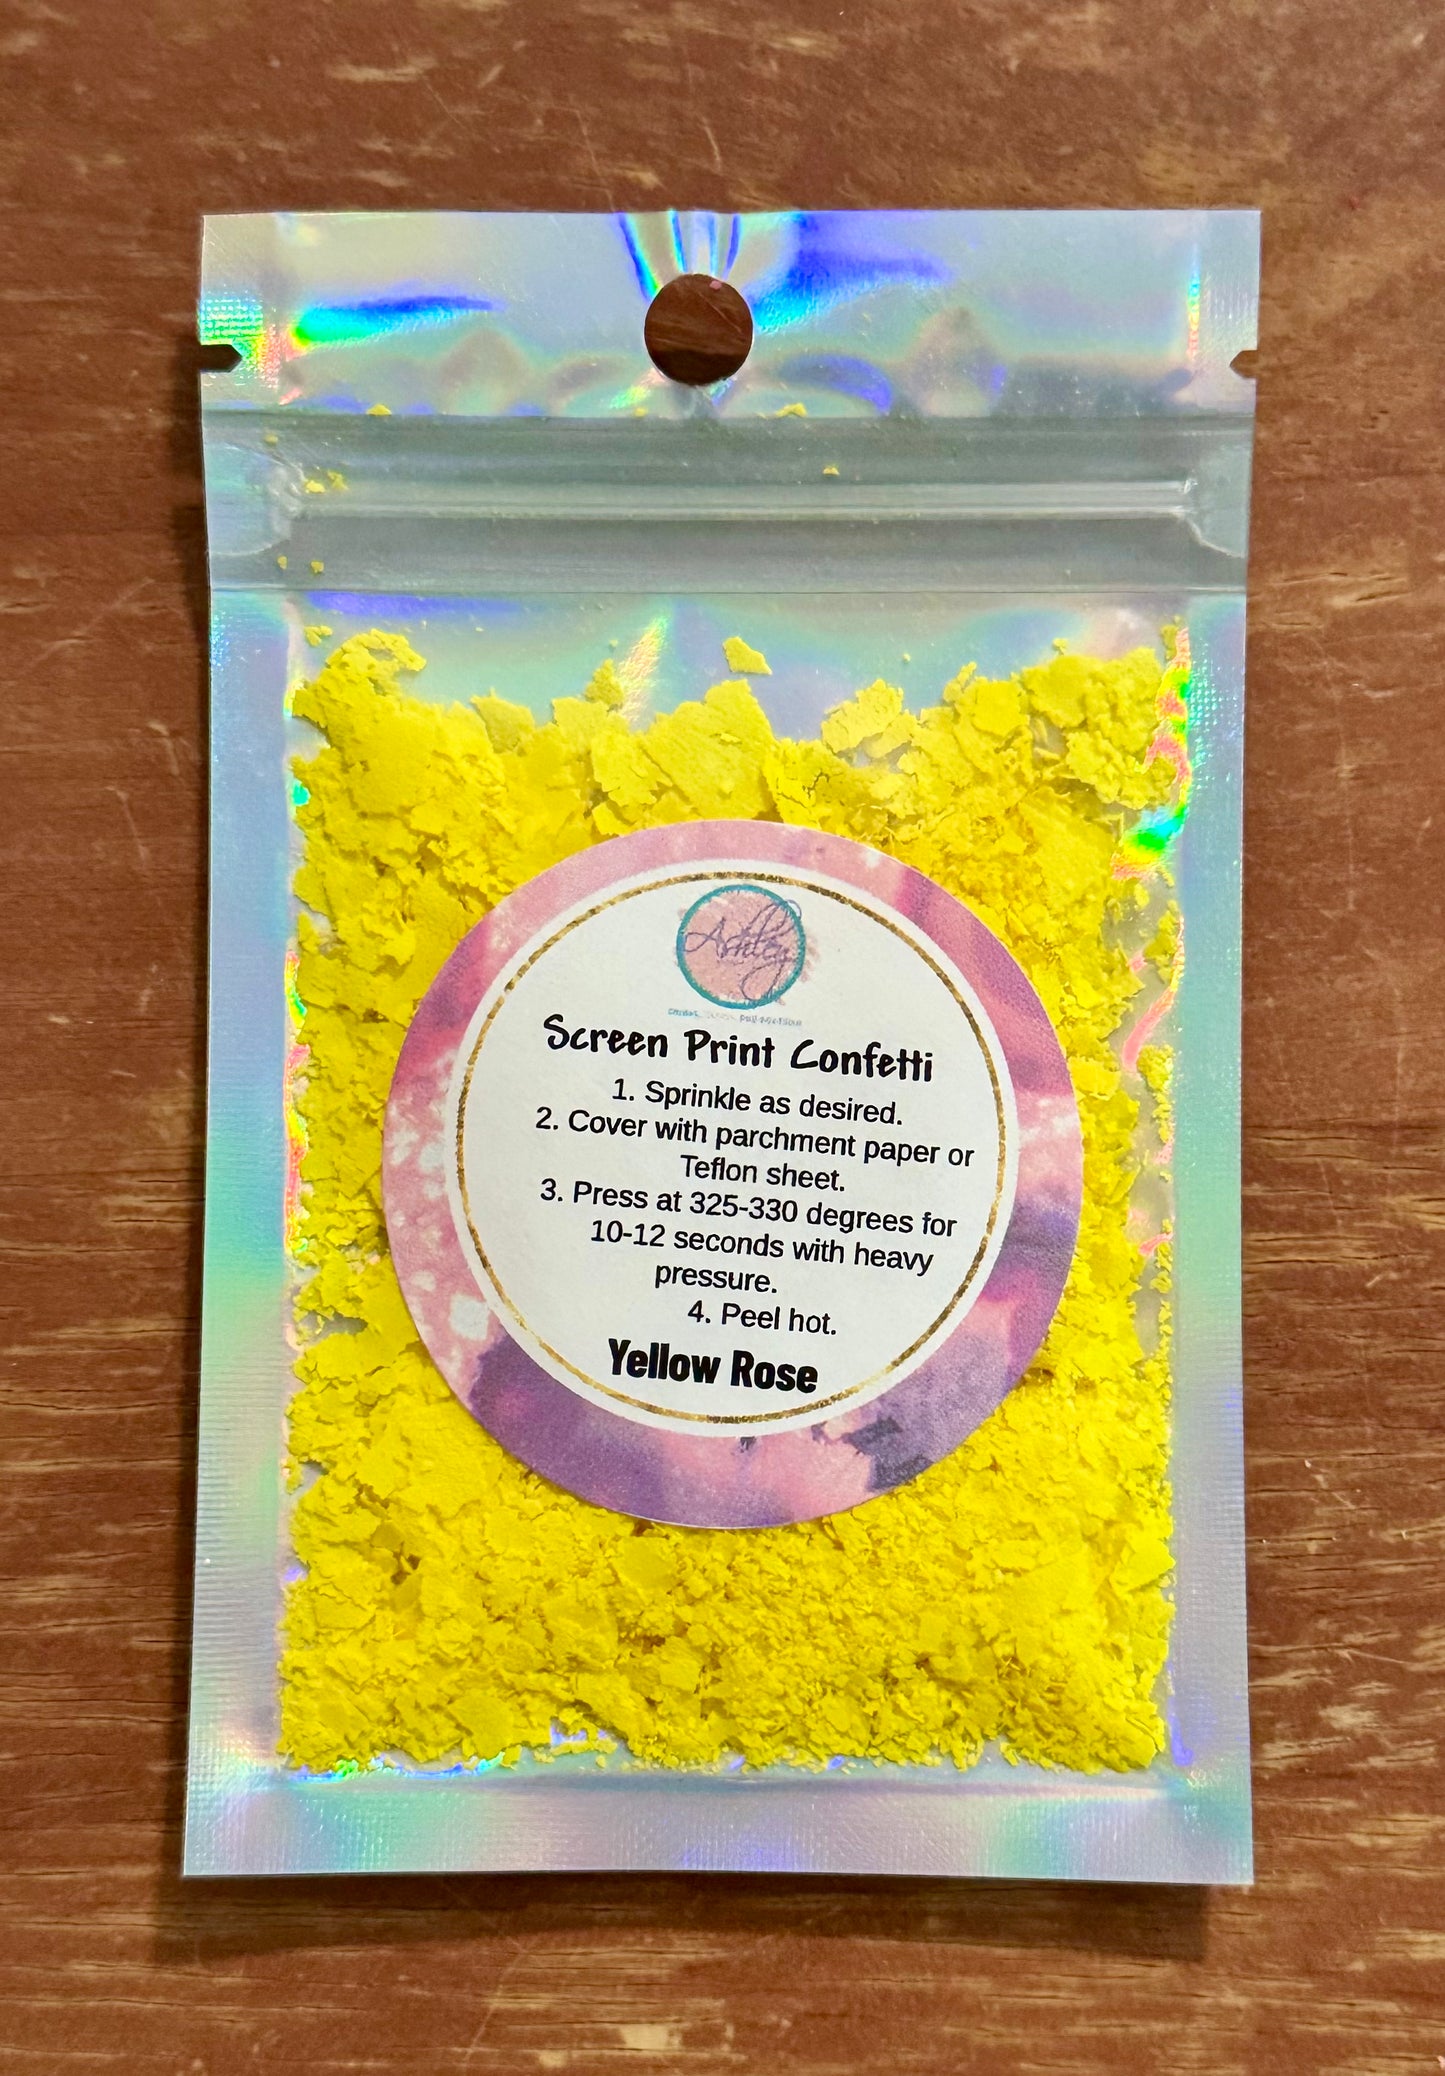 Ashley
Screen Print Confetti
1. Sprinkle as desired.
2. Cover with parchment paper or
Teflon sheet.
3. Press at 325-330 degrees for
10-12 seconds with heavy
pressure.
4. Peel hot.
Yellow Rose